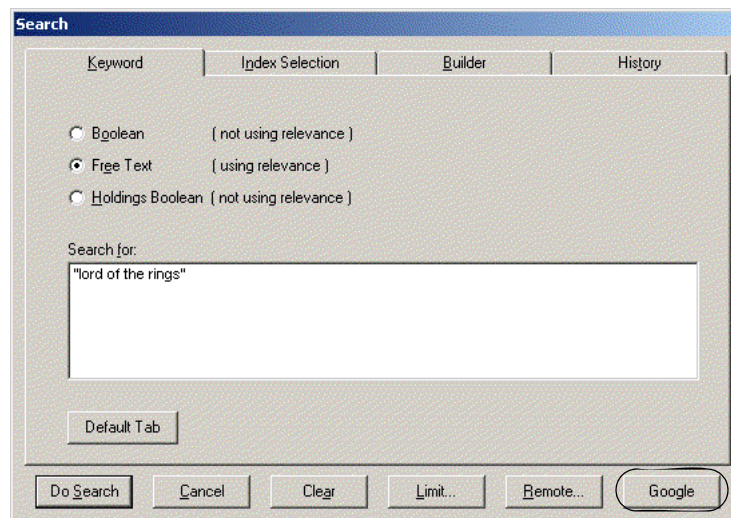 Search
Keyword Index Selection Builder History
Boolean ( not using relevance )
Free Text ( using relevance )
Holdings Boolean ( not using relevance )
Search for:
"lord of the rings"
Default Tab
Do Search Cancel Clear Limit... Remote... Google